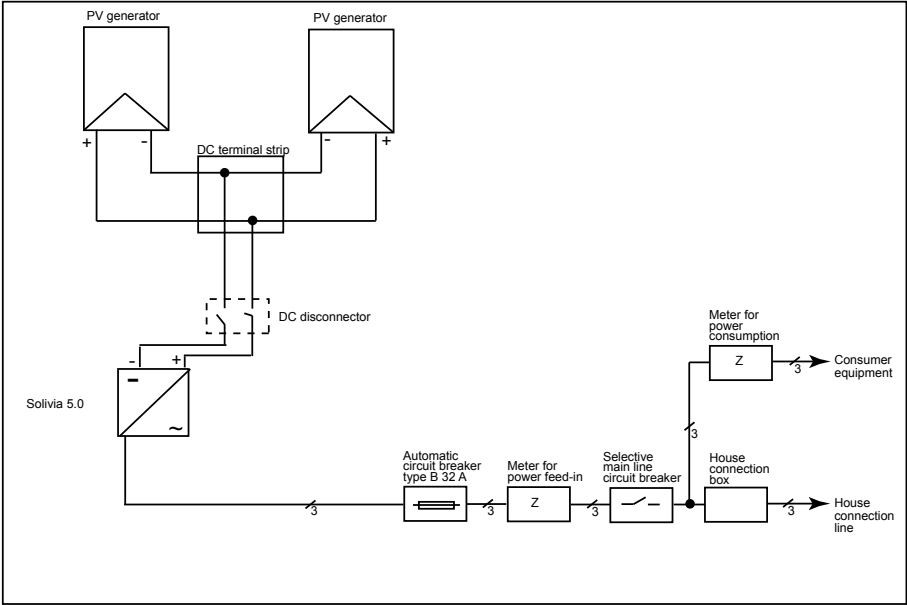 PV generator
PV generator
+
-
-
+
DC terminal strip
DC disconnector
-
+
Solivia 5.0
-
~
Meter for
power
consumption
Z
3
Consumer
equipment
3
Automatic
circuit breaker
type B 32 A
Meter for
power feed-in
Selective
main line
circuit breaker
House
connection
box
3
3
Z
3
3
House
connection
line